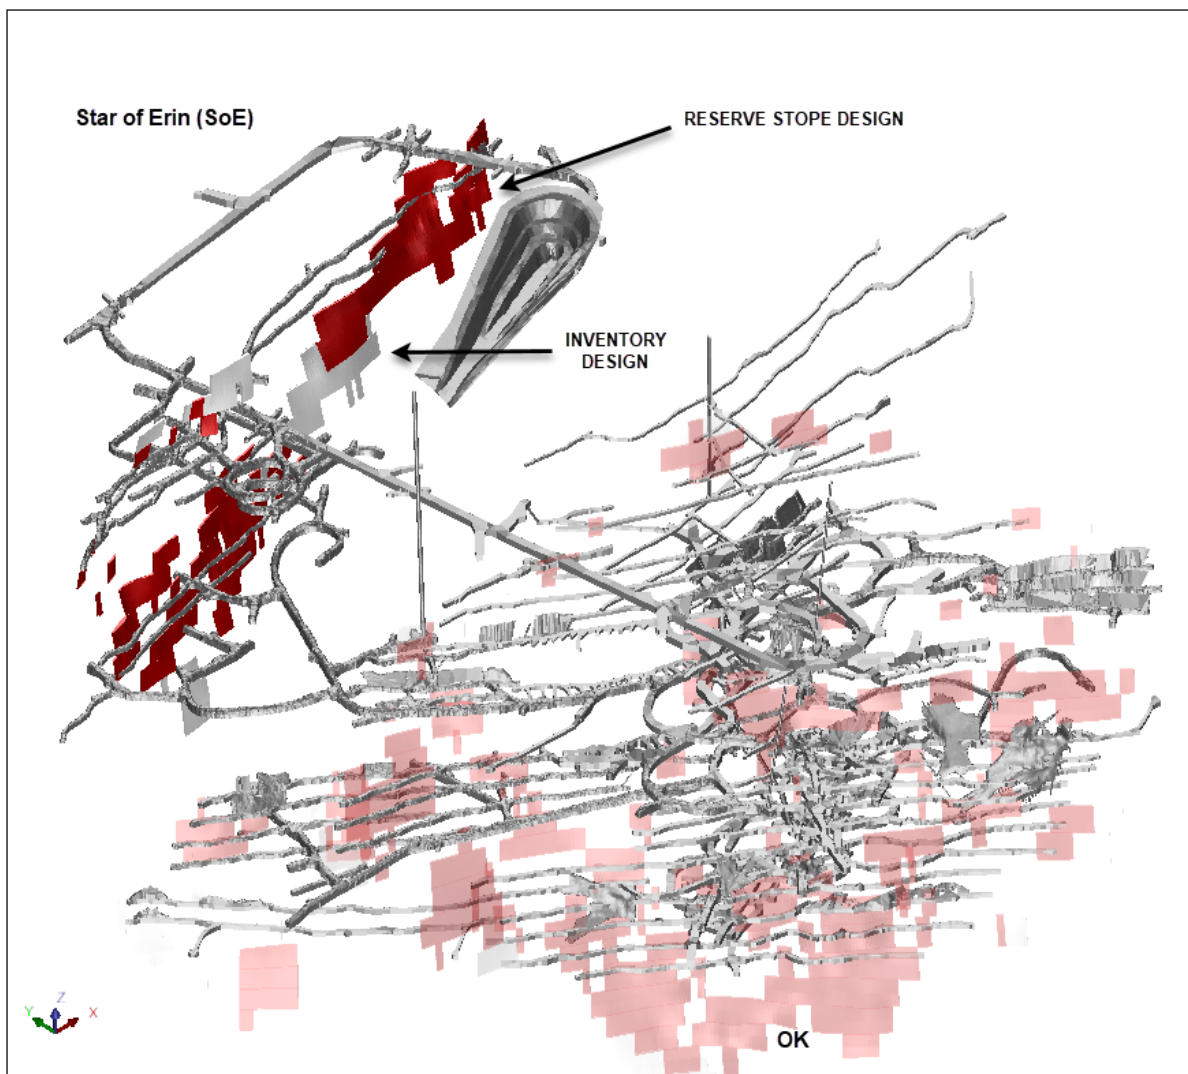 Star of Erin (SoE)
RESERVE STOPE DESIGN
INVENTORY
DESIGN
Z
Y
X
OK